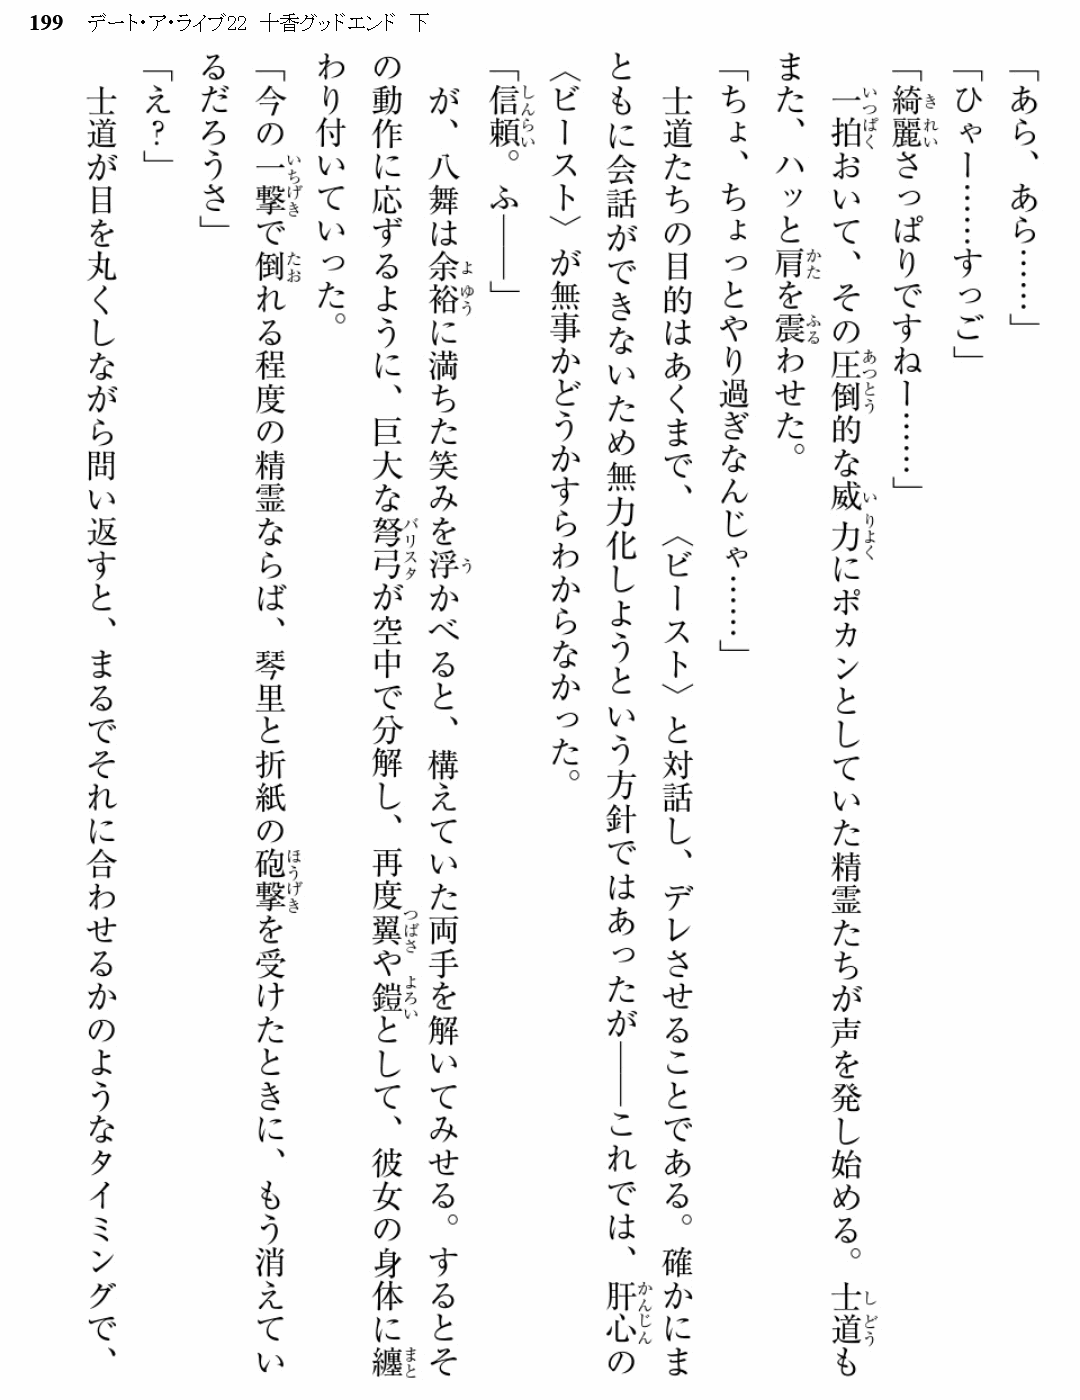 199 デート・ア・ライブ22 十香グッドエンド 下
「あら、あら……」
「ひゃー……すっご」
「綺麗さっぱりですねー……」
一拍おいて、その圧倒的な威力にポカンとしていた精霊たちが声を発し始める。士道も
また、ハッと肩を震わせた。
「ちょ、ちょっとやり過ぎなんじゃ……」
士道たちの目的はあくまで、〈ビースト〉と対話し、デレさせることである。確かにま
ともに会話ができないため無力化しようという方針ではあったが――これでは、肝心の
〈ビースト〉が無事かどうかすらわからなかった。
「信頼。ふ――」
が、八舞は余裕に満ちた笑みを浮かべると、構えていた両手を解いてみせる。するとそ
の動作に応ずるように、巨大な弩弓が空中で分解し、再度翼や鎧として、彼女の身体に纏
わり付いていった。
「今の一撃で倒れる程度の精霊ならば、琴里と折紙の砲撃を受けたときに、もう消えてい
るだろうさ」
「え?」
士道が目を丸くしながら問い返すと、まるでそれに合わせるかのようなタイミングで、